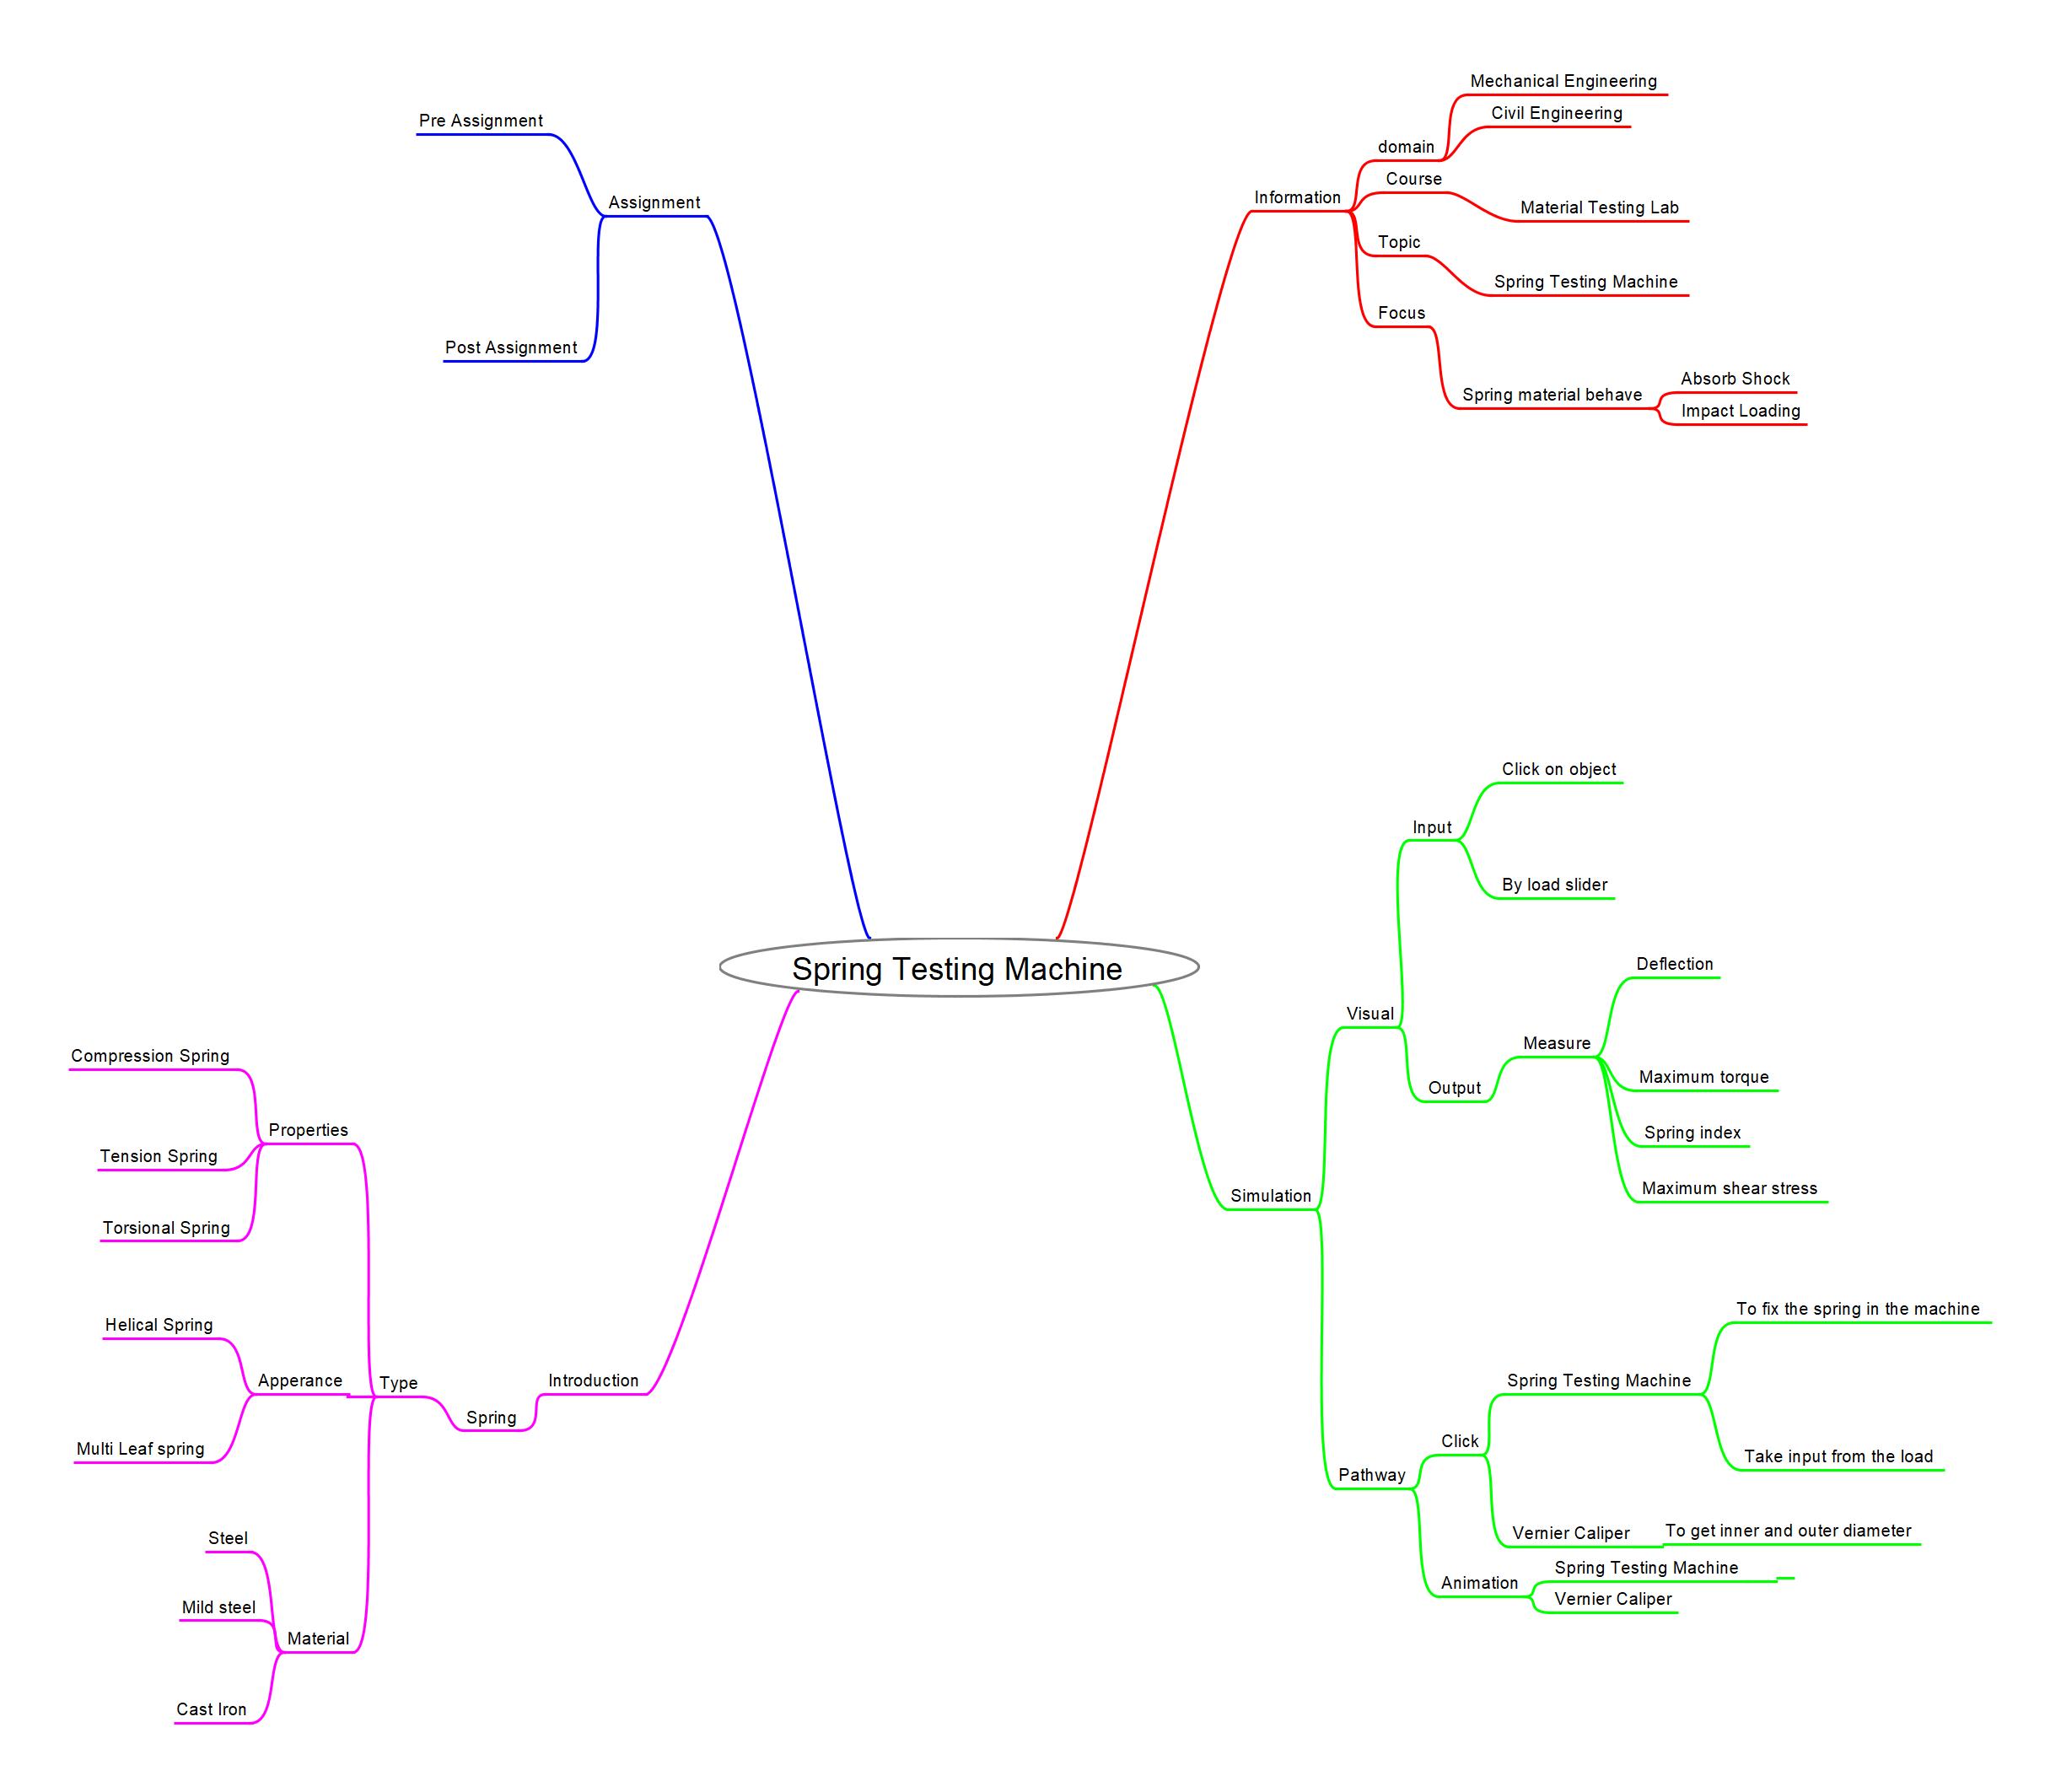 Spring Testing Machine
Information
domain
Mechanical Engineering
Civil Engineering
Course
Material Testing Lab
Topic
Spring Testing Machine
Focus
Spring material behave
Absorb Shock
Impact Loading
Simulation
Visual
Input
Click on object
By load slider
Output
Measure
Deflection
Maximum torque
Spring index
Maximum shear stress
Pathway
Click
Spring Testing Machine
To fix the spring in the machine
Take input from the load
Vernier Caliper
To get inner and outer diameter
Animation
Spring Testing Machine
Vernier Caliper
Assignment
Pre Assignment
Post Assignment
Introduction
Spring
Type
Properties
Compression Spring
Tension Spring
Torsional Spring
Apperance
Helical Spring
Multi Leaf spring
Material
Steel
Mild steel
Cast Iron